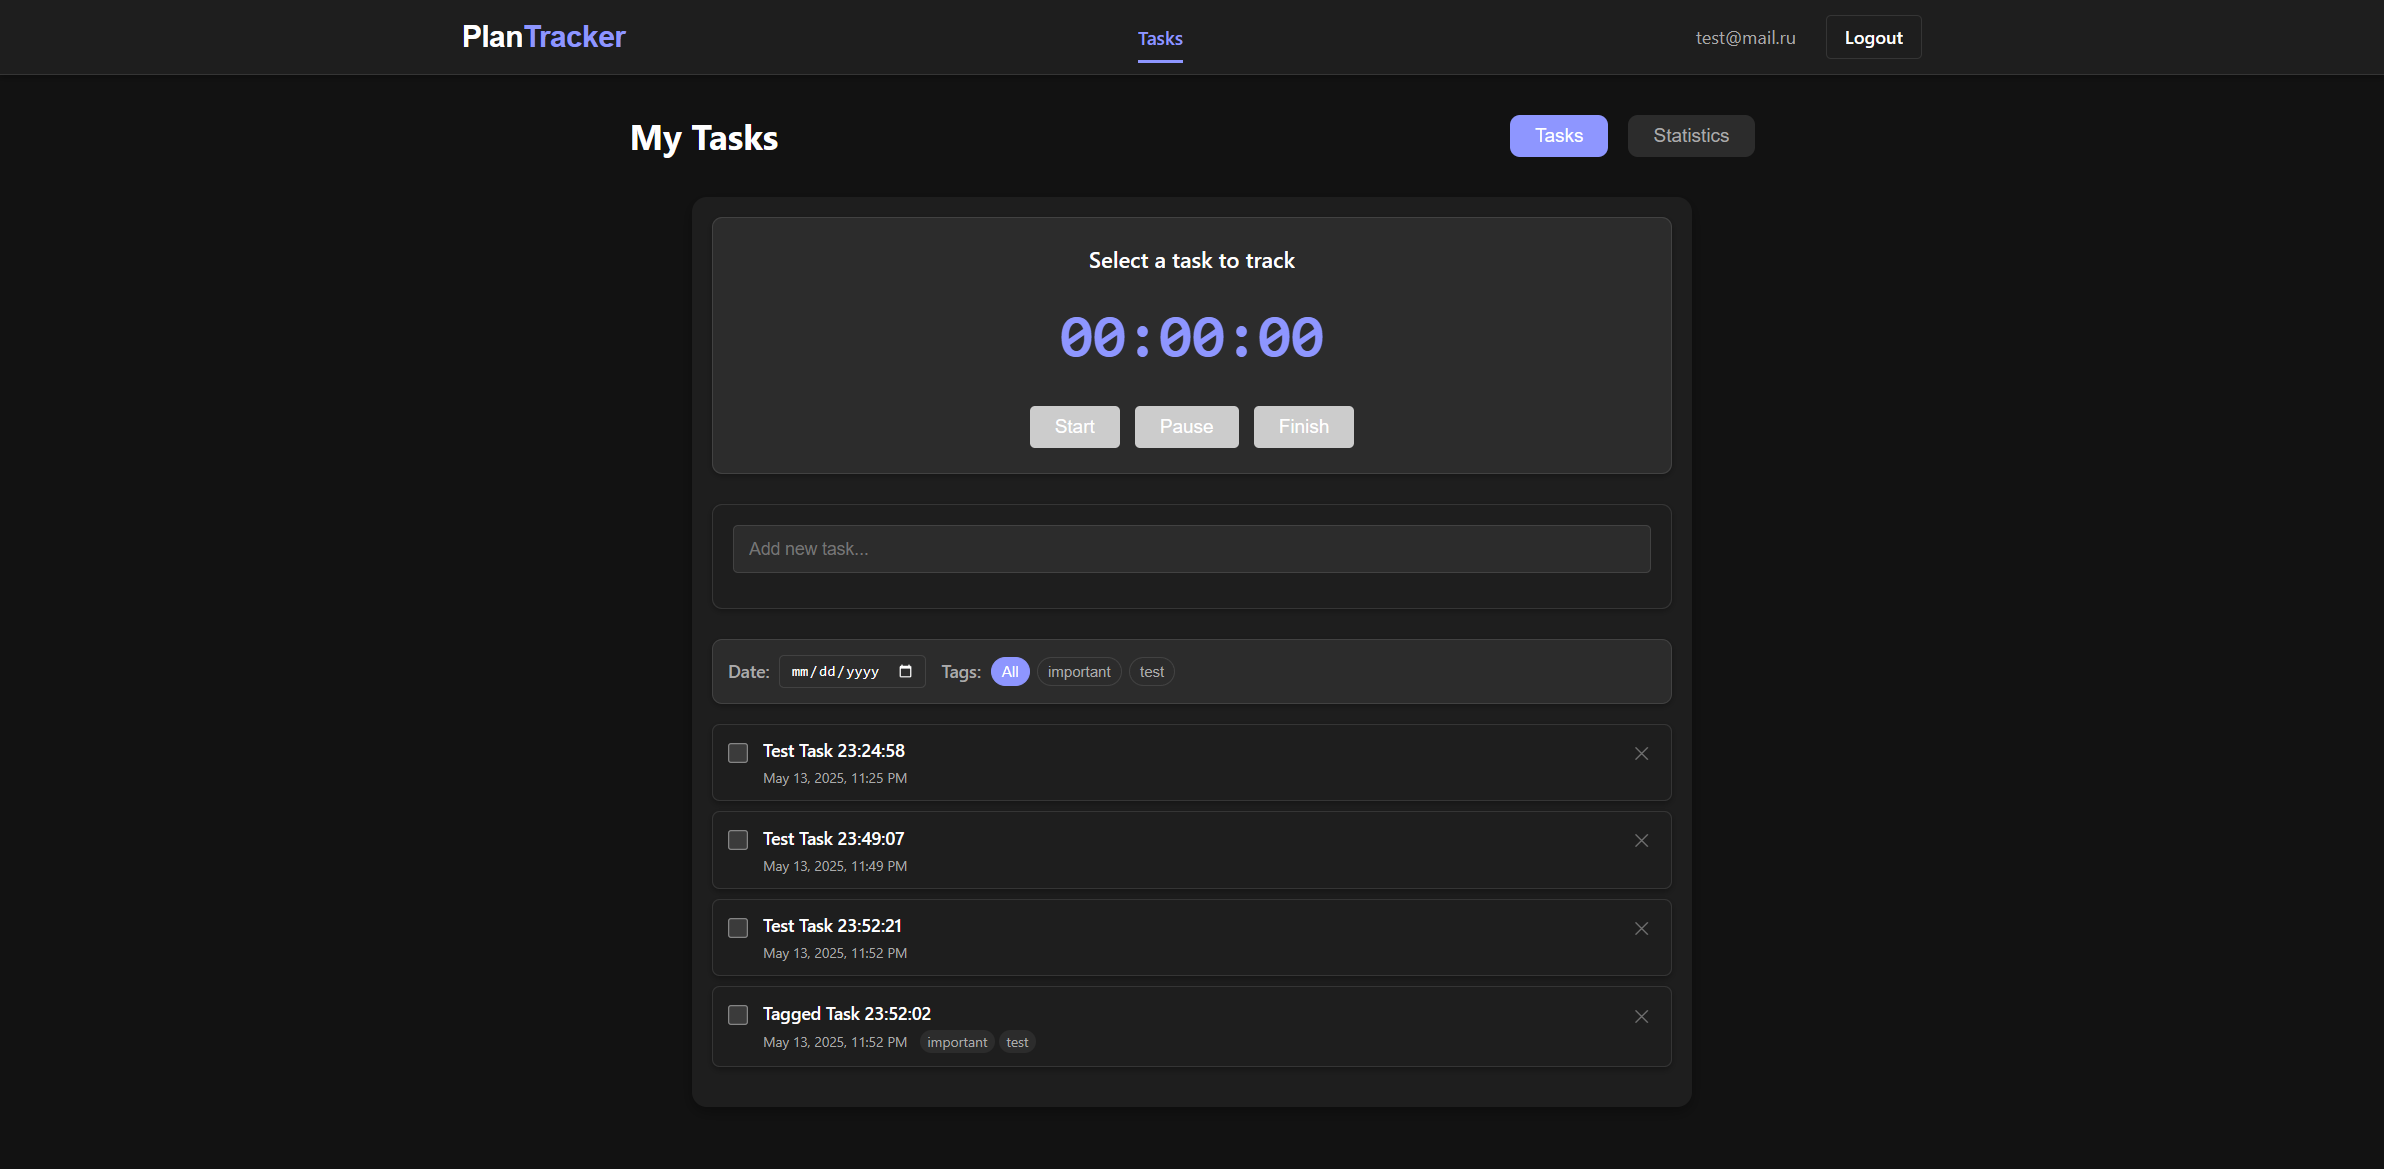 PlanTracker
Tasks
test@mail.ru
Logout
My Tasks
Tasks
Statistics
Select a task to track
00:00:00
Start
Pause
Finish
Add new task...
Date: mm/dd/yyyy Tags: All important test
Test Task 23:24:58
May 13, 2025, 11:25 PM
Test Task 23:49:07
May 13, 2025, 11:49 PM
Test Task 23:52:21
May 13, 2025, 11:52 PM
Tagged Task 23:52:02
May 13, 2025, 11:52 PM important test